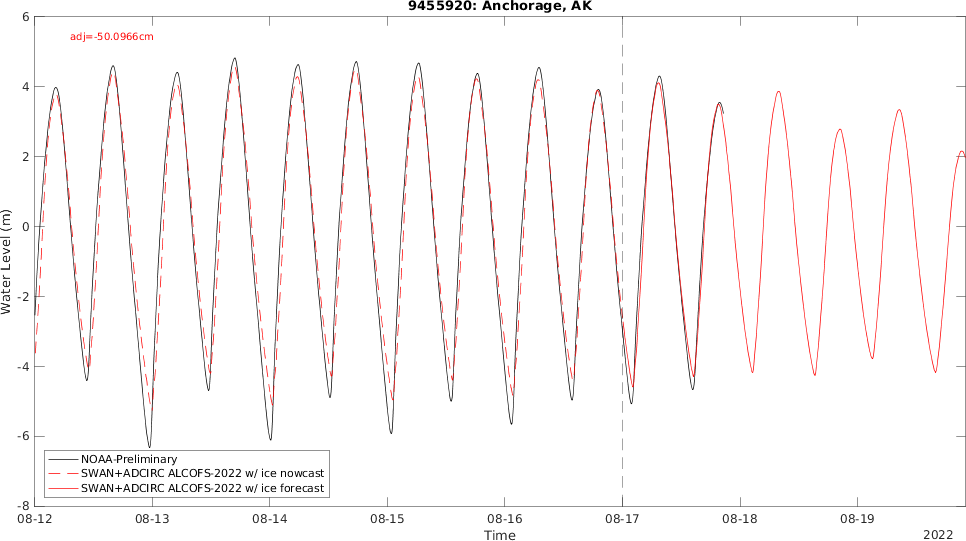 9455920: Anchorage, AK
adj=-50.0966cm
6
4
2
0
-2
-4
-6
-8
Water Level (m)
NOAA-Preliminary
SWAN+ADCIRC ALCOFS-2022 w/ ice nowcast
SWAN+ADCIRC ALCOFS-2022 w/ ice forecast
08-12 08-13 08-14 08-15 08-16 08-17 08-18 08-19
Time
2022